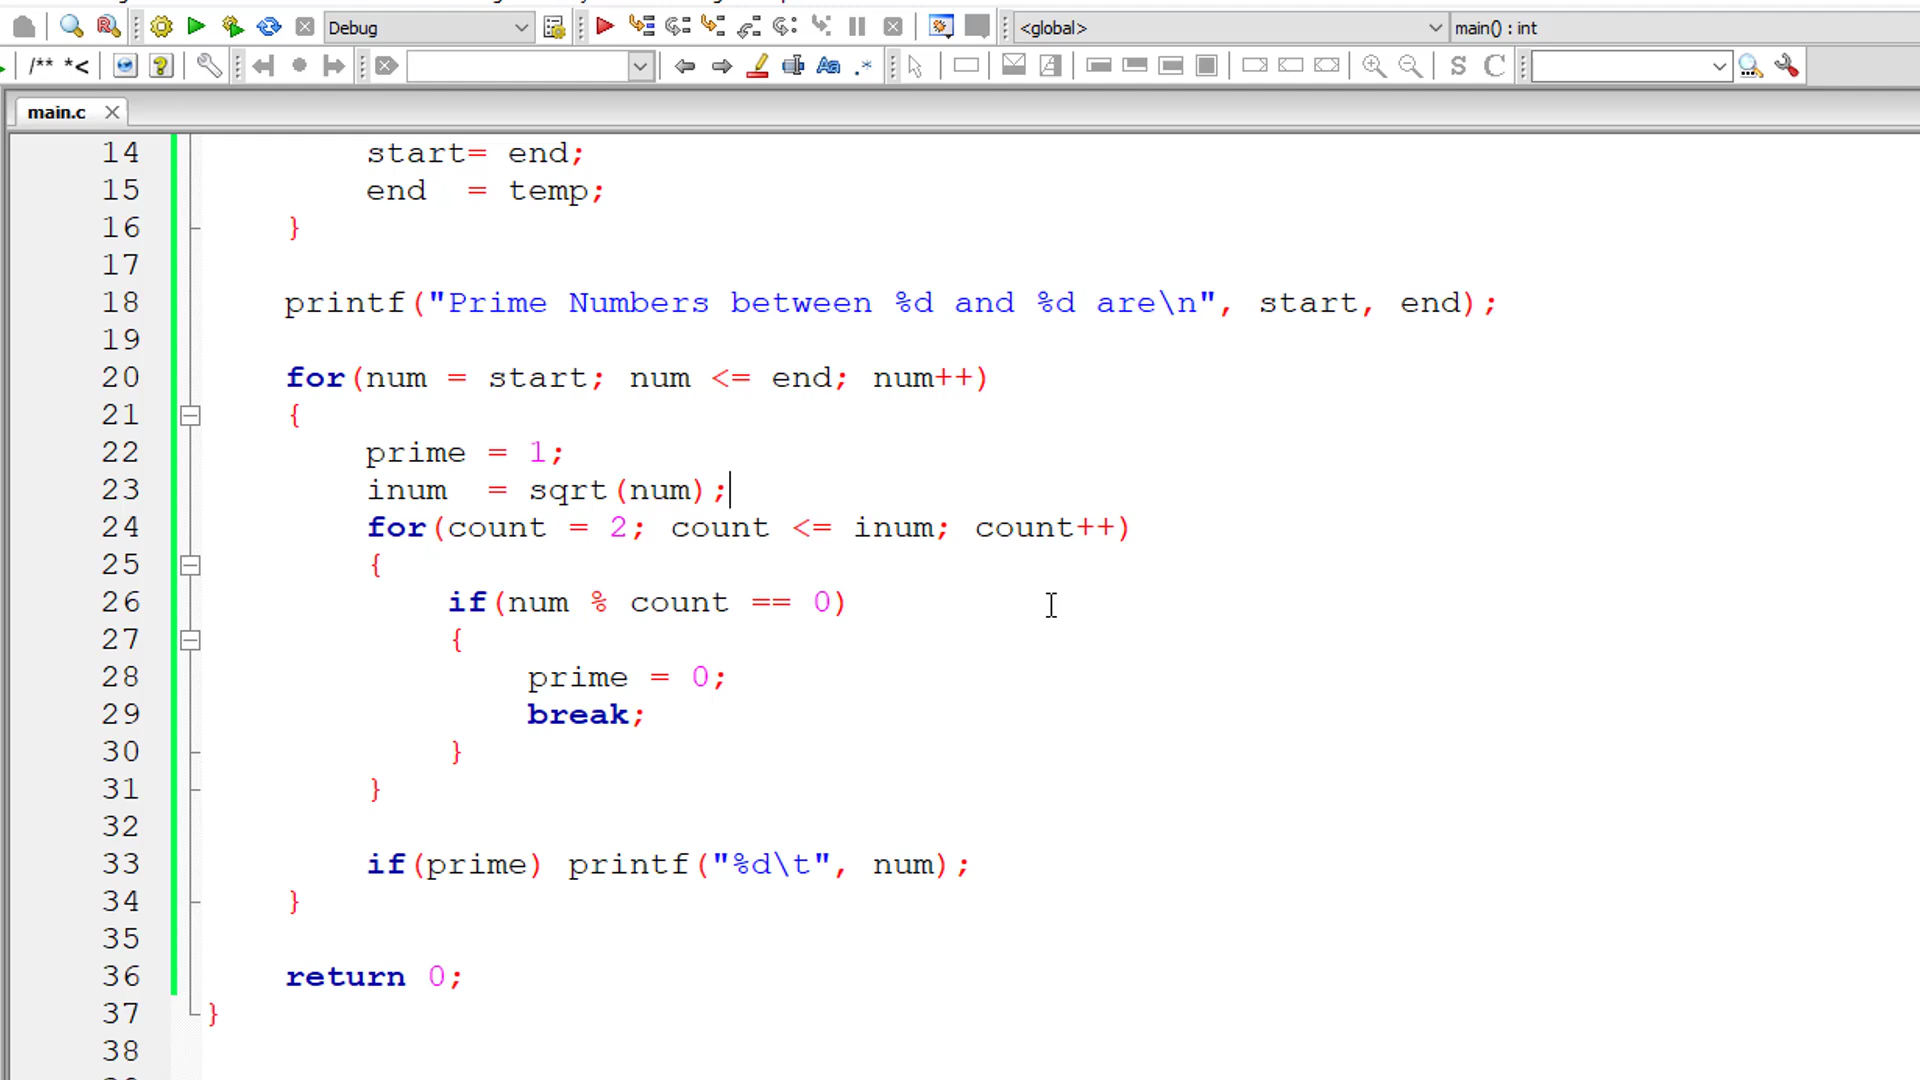 Debug
<global>
main() : int
/** *<
Aa
.*
S
C
main.c
14 start= end;
15 end = temp;
16 }
17
18 printf("Prime Numbers between %d and %d are\n", start, end);
19
20 for(num = start; num <= end; num++)
21 {
22 prime = 1;
23 inum = sqrt(num);
24 for(count = 2; count <= inum; count++)
25 {
26 if(num % count == 0)
27 {
28 prime = 0;
29 break;
30 }
31 }
32
33 if(prime) printf("%d\t", num);
34 }
35
36 return 0;
37 }
38